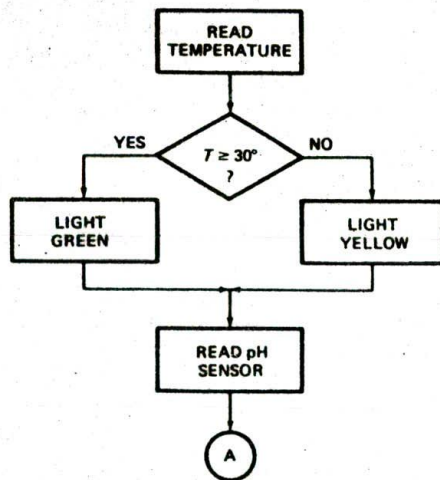 READ
TEMPERATURE
YES
T ≥ 30°
?
NO
LIGHT
GREEN
LIGHT
YELLOW
READ pH
SENSOR
A